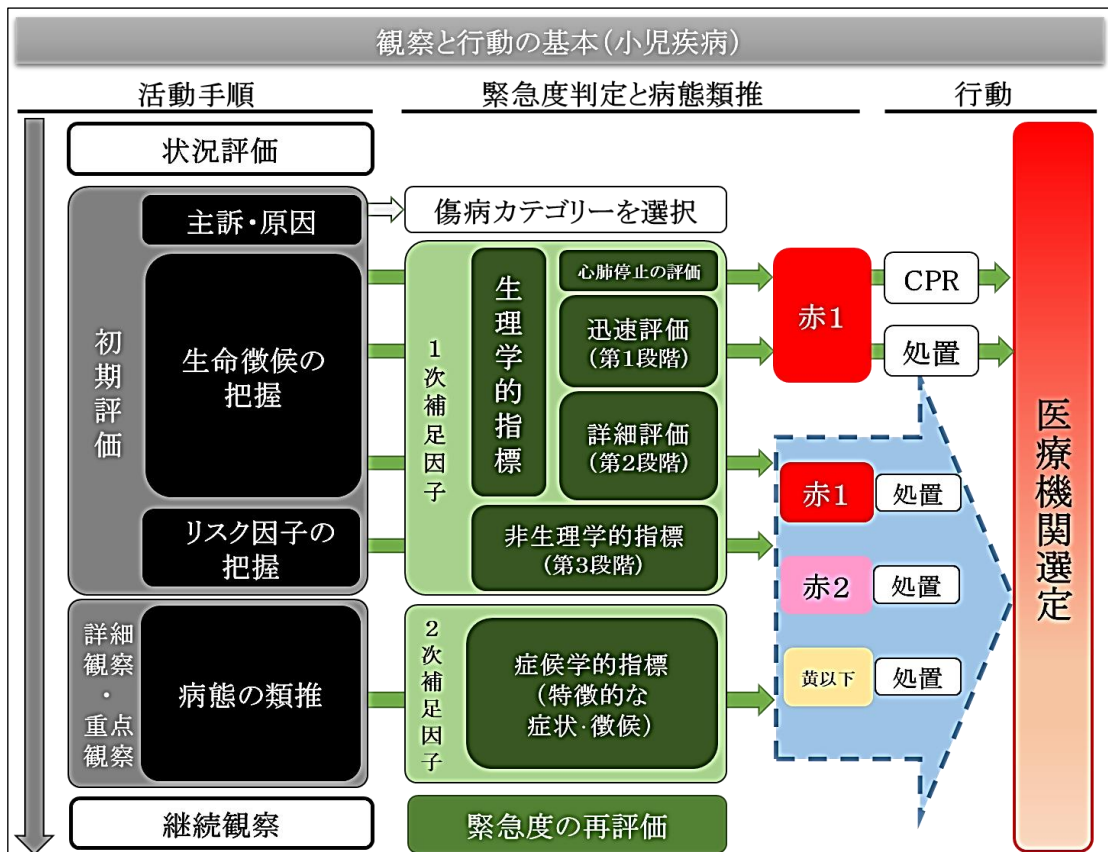 観察と行動の基本(小児疾病)
活動手順
緊急度判定と病態類推
行動
状況評価
初期評価
主訴・原因
生命徴候の
把握
リスク因子の
把握
傷病カテゴリーを選択
1次補足因子
生理学的指標
心肺停止の評価
迅速評価
(第1段階)
詳細評価
(第2段階)
非生理学的指標
(第3段階)
赤1
CPR
処置
赤1
処置
赤2
処置
黄以下
処置
医療機関選定
詳細
観察
・
重点
観察
病態の類推
2次補足因子
症候学的指標
(特徴的な
症状·徴候)
継続観察
緊急度の再評価